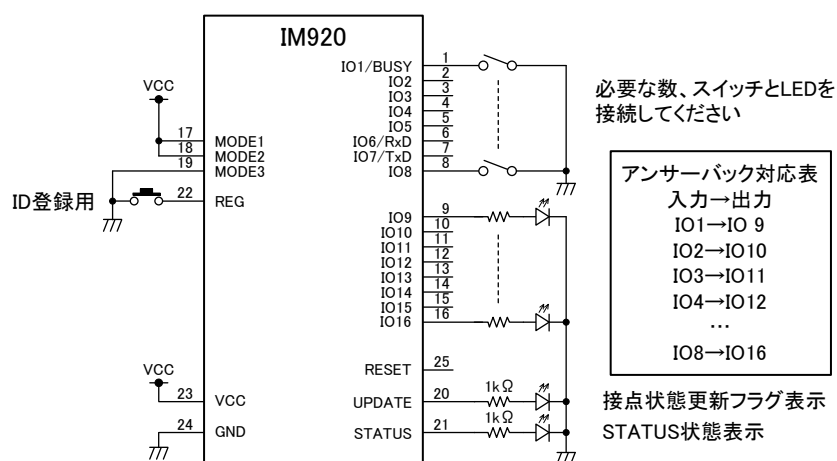 IM920
VCC
17 MODE1
18 MODE2
19 MODE3
ID登録用
22 REG
VCC
23 VCC
24 GND
IO1/BUSY 1
IO2 2
IO3 3
IO4 4
IO5 5
IO6/RxD 6
IO7/TxD 7
IO8 8
IO9 9
IO10 10
IO11 11
IO12 12
IO13 13
IO14 14
IO15 15
IO16 16
RESET 25
UPDATE 20 1kΩ
STATUS 21 1kΩ
必要な数、スイッチとLEDを
接続してください
アンサーバック対応表
入力→出力
IO1→IO 9
IO2→IO10
IO3→IO11
IO4→IO12
…
IO8→IO16
接点状態更新フラグ表示
STATUS状態表示